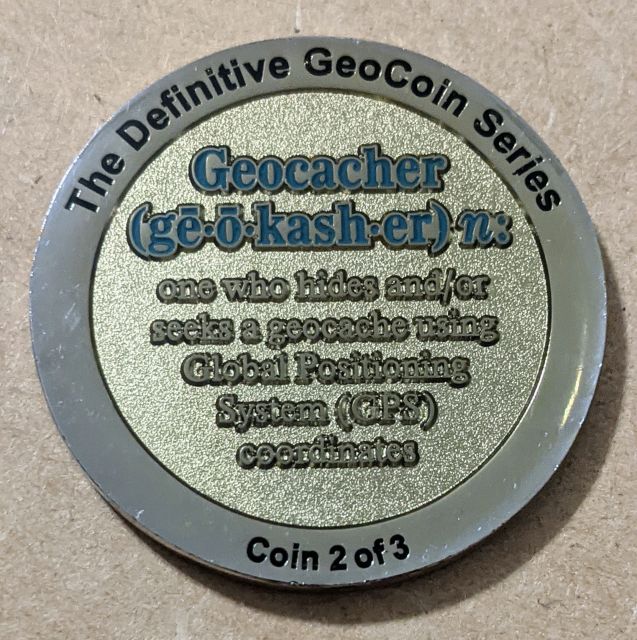 The Definitive GeoCoin Series
Geocacher
(gē·ō·kash·er) n:
one who hides and/or
seeks a geocache using
Global Positioning
System (GPS)
coordinates
Coin 2 of 3